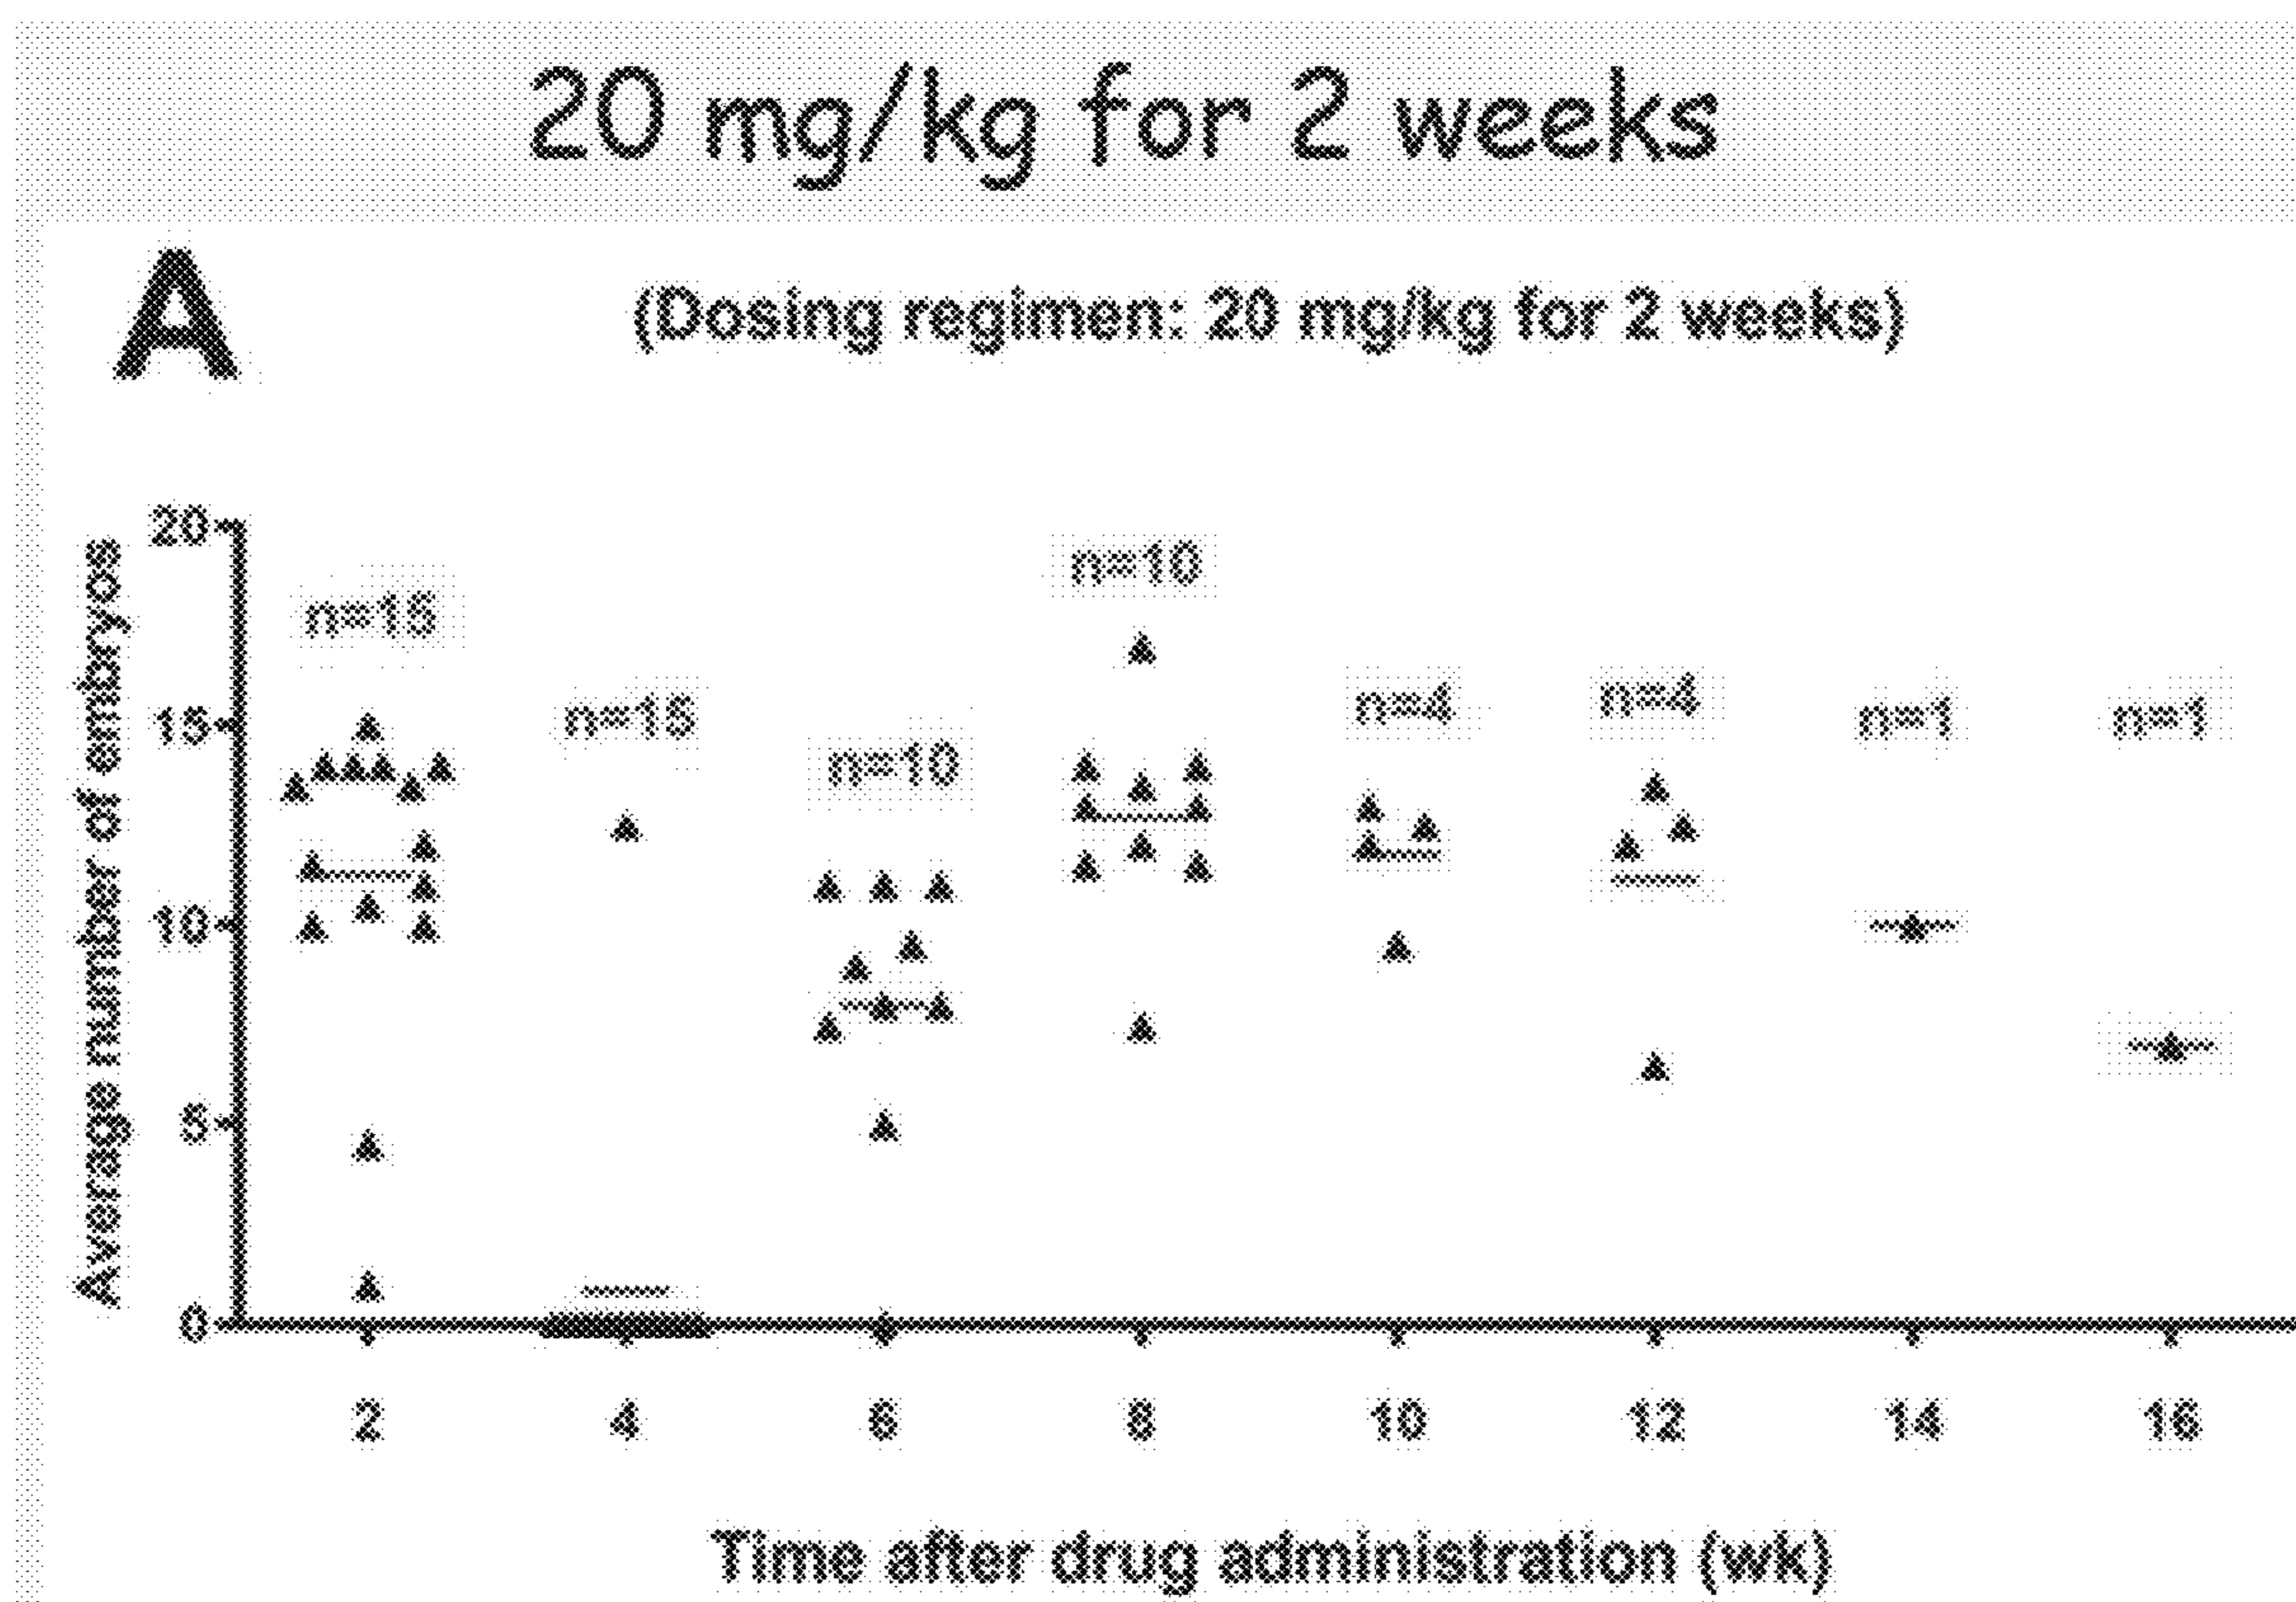 20 mg/kg for 2 weeks
A
(Dosing regimen: 20 mg/kg for 2 weeks)
Average number of embryos
20
15
10
5
0
n=15
n=15
n=10
n=10
n=4
n=4
n=1
n=1
2 4 6 8 10 12 14 16
Time after drug administration (wk)